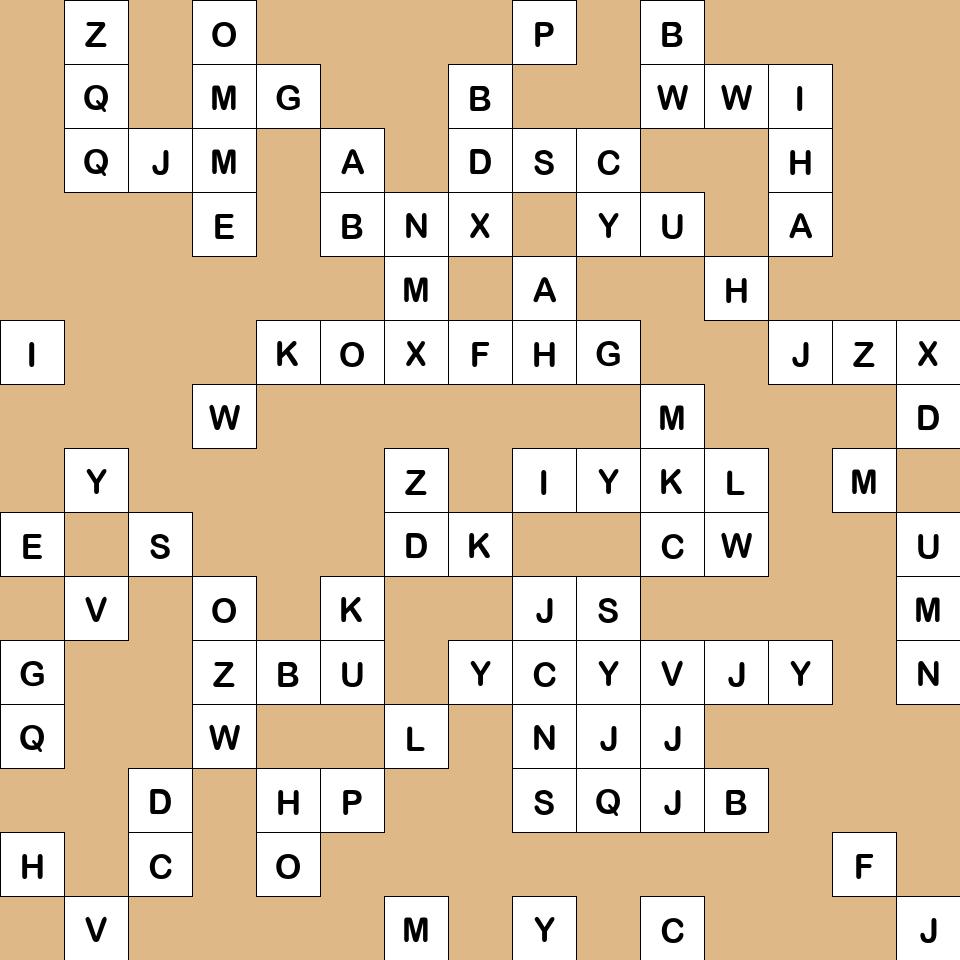 Z O P B
Q M G B W W I
Q J M A D S C H
E B N X Y U A
M A H
I K O X F H G J Z X
W M D
Y Z I Y K L M
E S D K C W U
V O K J S M
G Z B U Y C Y V J Y N
Q W L N J J
D H P S Q J B
H C O F
V M Y C J